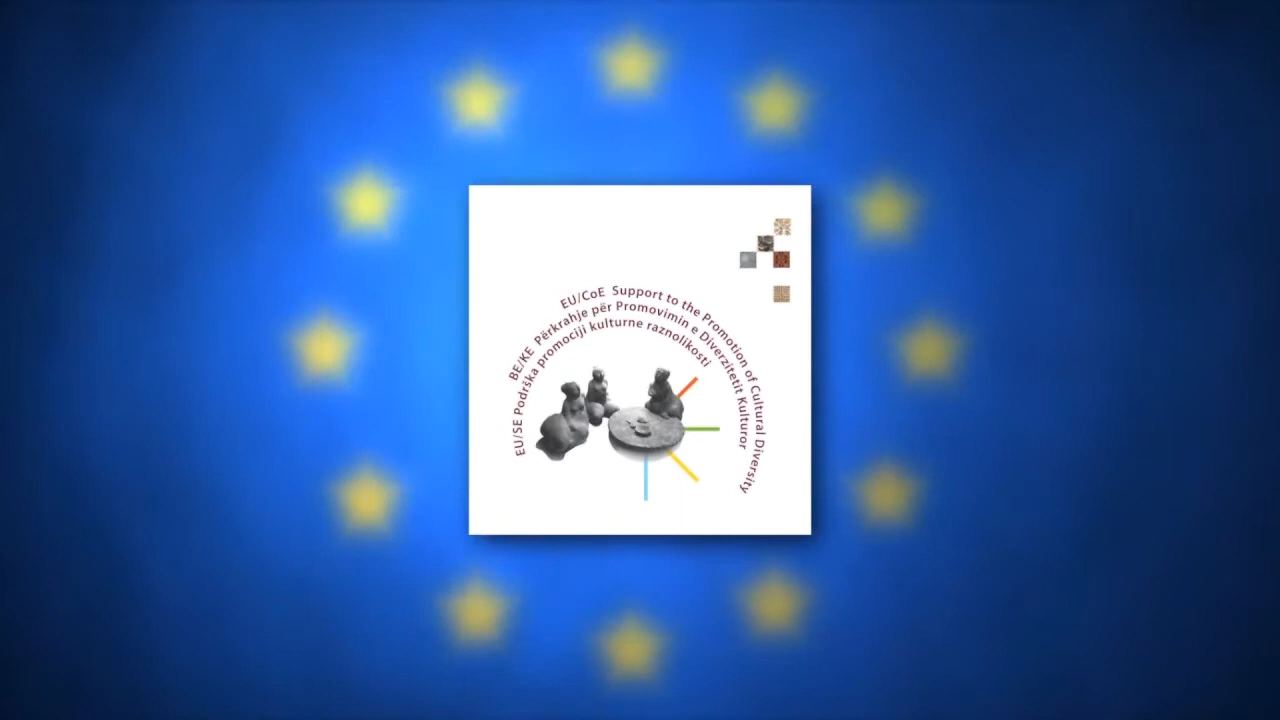 EU/CoE Support to the Promotion of Cultural Diversity
BE/KE Përkrahje për Promovimin e Diverzitetit Kulturor
EU/SE Podrška promociji kulturne raznolikosti